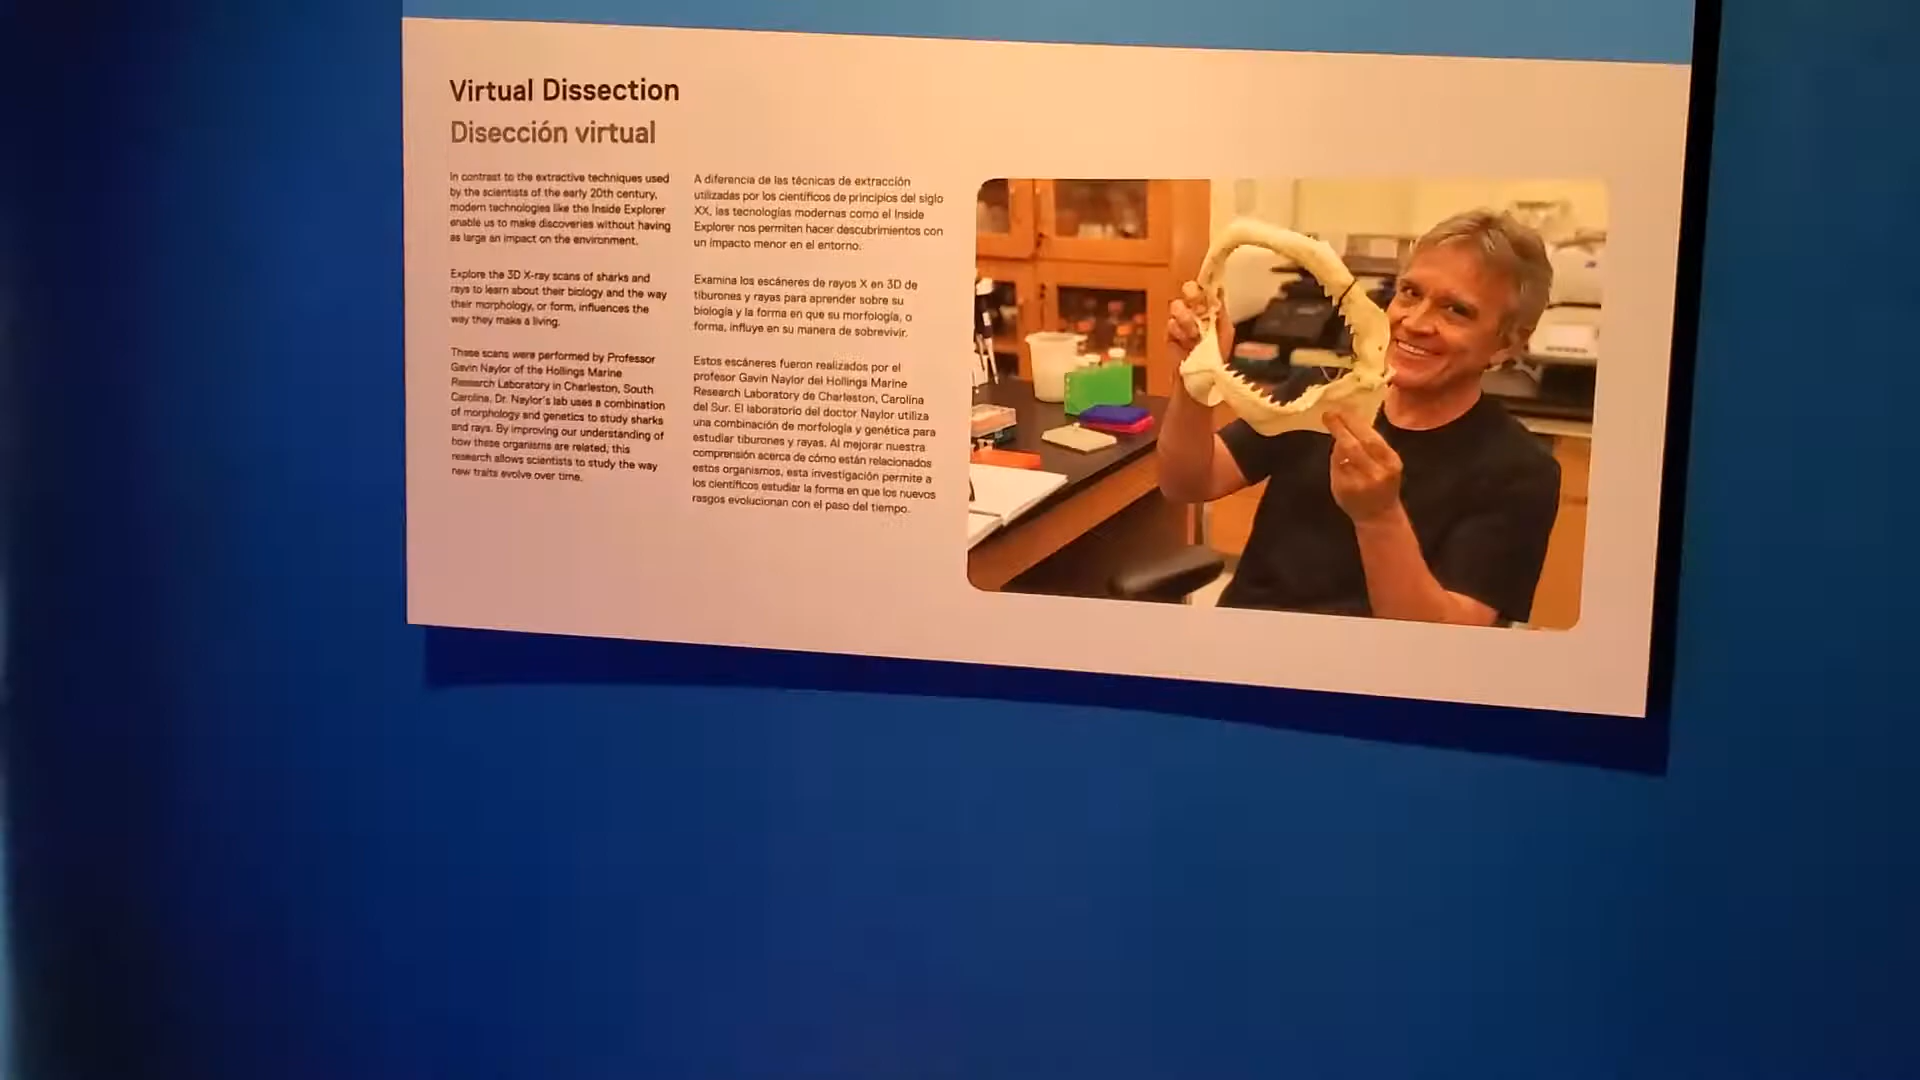 Virtual Dissection
Disección virtual
In contrast to the extractive techniques used
by the scientists of the early 20th century,
modern technologies like the Inside Explorer
enable us to make discoveries without having
as large an impact on the environment.
Explore the 3D X-ray scans of sharks and
rays to learn about their biology and the way
their morphology, or form, influences the
way they make a living.
These scans were performed by Professor
Gavin Naylor of the Hollings Marine
Research Laboratory in Charleston, South
Carolina. Dr. Naylor's lab uses a combination
of morphology and genetics to study sharks
and rays. By improving our understanding of
how these organisms are related, this
research allows scientists to study the way
new traits evolve over time.
A diferencia de las técnicas de extracción
utilizadas por los científicos de principios del siglo
XX, las tecnologías modernas como el Inside
Explorer nos permiten hacer descubrimientos con
un impacto menor en el entorno.
Examina los escáneres de rayos X en 3D de
tiburones y rayas para aprender sobre su
biología y la forma en que su morfología, o
forma, influye en su manera de sobrevivir.
Estos escáneres fueron realizados por el
profesor Gavin Naylor del Hollings Marine
Research Laboratory de Charleston, Carolina
del Sur. El laboratorio del doctor Naylor utiliza
una combinación de morfología y genética para
estudiar tiburones y rayas. Al mejorar nuestra
comprensión acerca de cómo están relacionados
estos organismos, esta investigación permite a
los científicos estudiar la forma en que los nuevos
rasgos evolucionan con el paso del tiempo.